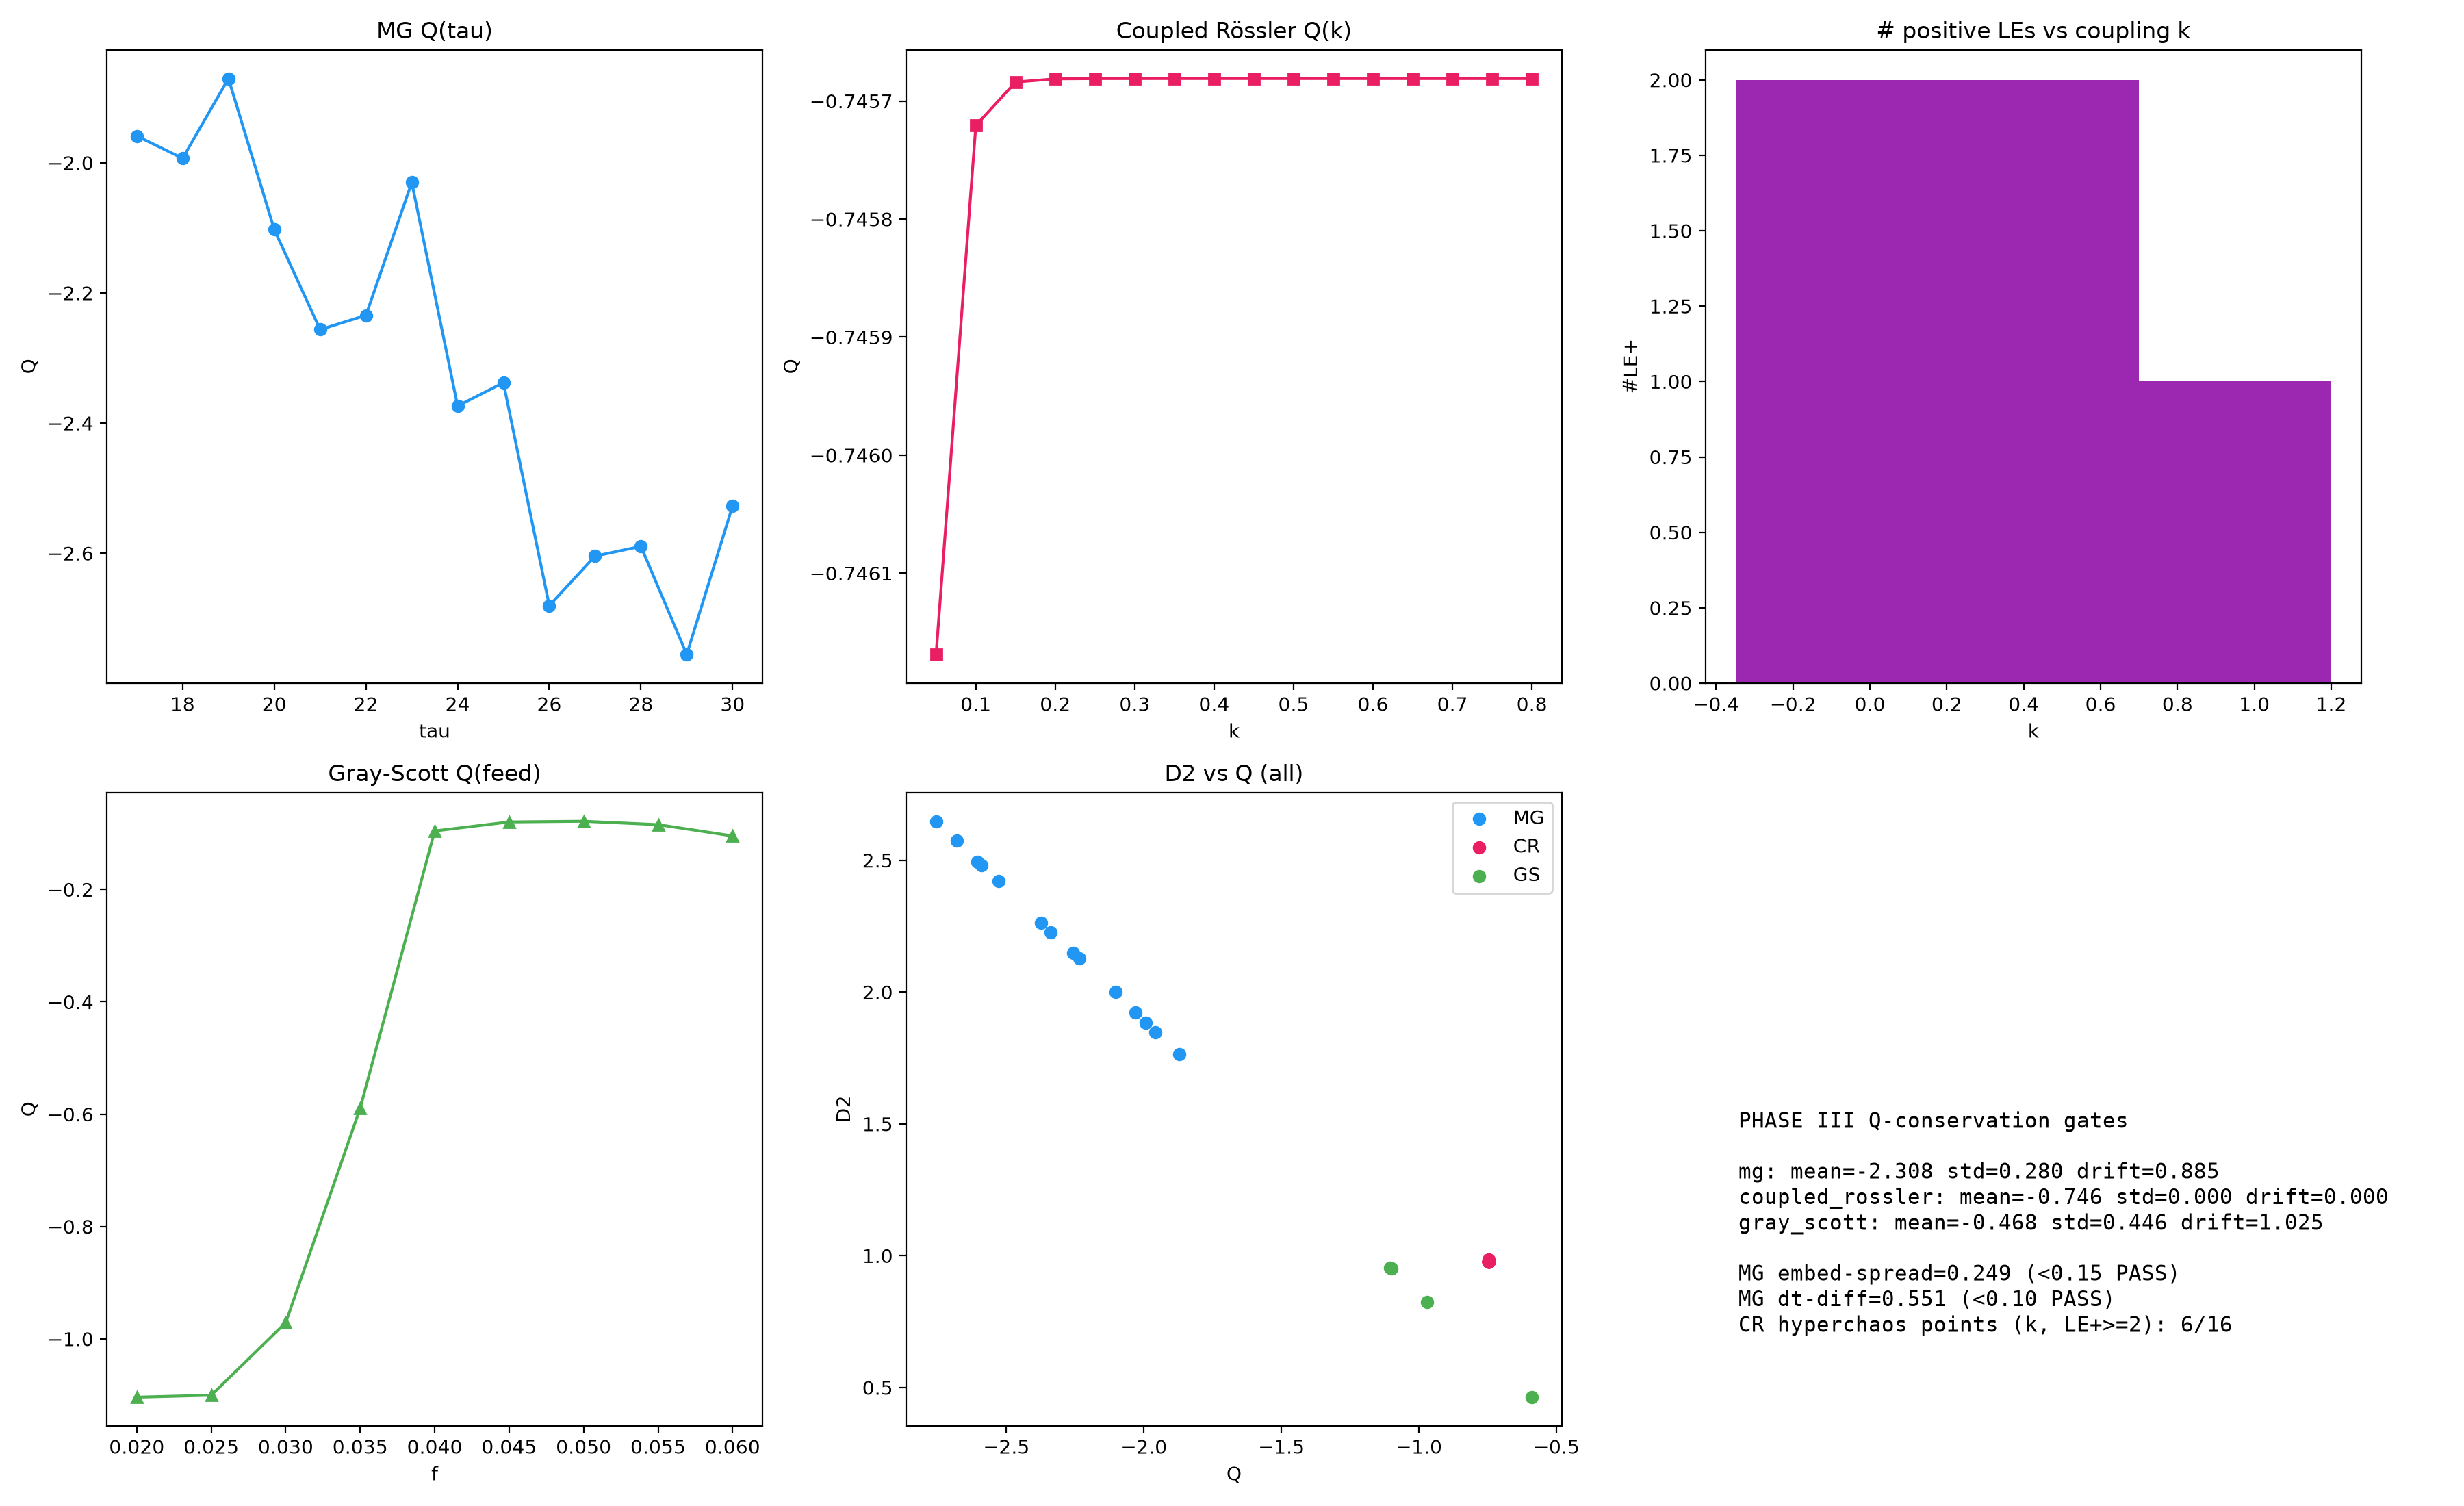 MG Q(tau)
Q
−2.0
−2.2
−2.4
−2.6
18 20 22 24 26 28 30
tau
Coupled Rössler Q(k)
Q
−0.7457
−0.7458
−0.7459
−0.7460
−0.7461
0.1 0.2 0.3 0.4 0.5 0.6 0.7 0.8
k
# positive LEs vs coupling k
#LE+
2.00
1.75
1.50
1.25
1.00
0.75
0.50
0.25
0.00
−0.4 −0.2 0.0 0.2 0.4 0.6 0.8 1.0 1.2
k
Gray-Scott Q(feed)
Q
−0.2
−0.4
−0.6
−0.8
−1.0
0.020 0.025 0.030 0.035 0.040 0.045 0.050 0.055 0.060
f
D2 vs Q (all)
MG
CR
GS
D2
2.5
2.0
1.5
1.0
0.5
−2.5 −2.0 −1.5 −1.0 −0.5
Q
PHASE III Q-conservation gates
mg: mean=-2.308 std=0.280 drift=0.885
coupled_rossler: mean=-0.746 std=0.000 drift=0.000
gray_scott: mean=-0.468 std=0.446 drift=1.025
MG embed-spread=0.249 (<0.15 PASS)
MG dt-diff=0.551 (<0.10 PASS)
CR hyperchaos points (k, LE+>=2): 6/16